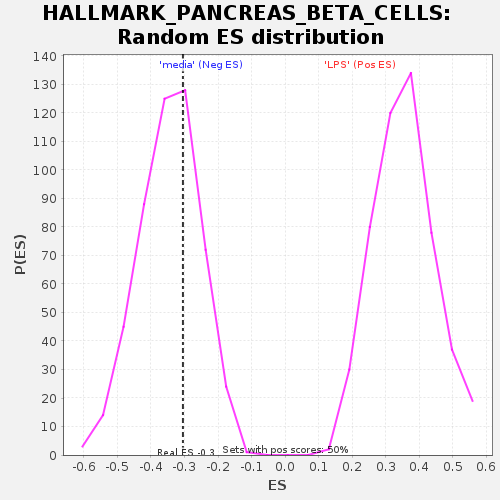 HALLMARK_PANCREAS_BETA_CELLS:
Random ES distribution
'media' (Neg ES)
'LPS' (Pos ES)
140
130
120
110
100
90
80
70
60
50
40
30
20
10
0
P(ES)
Real ES -0.3
Sets with pos scores: 50%
-0.6 -0.5 -0.4 -0.3 -0.2 -0.1 0.0 0.1 0.2 0.3 0.4 0.5 0.6
ES